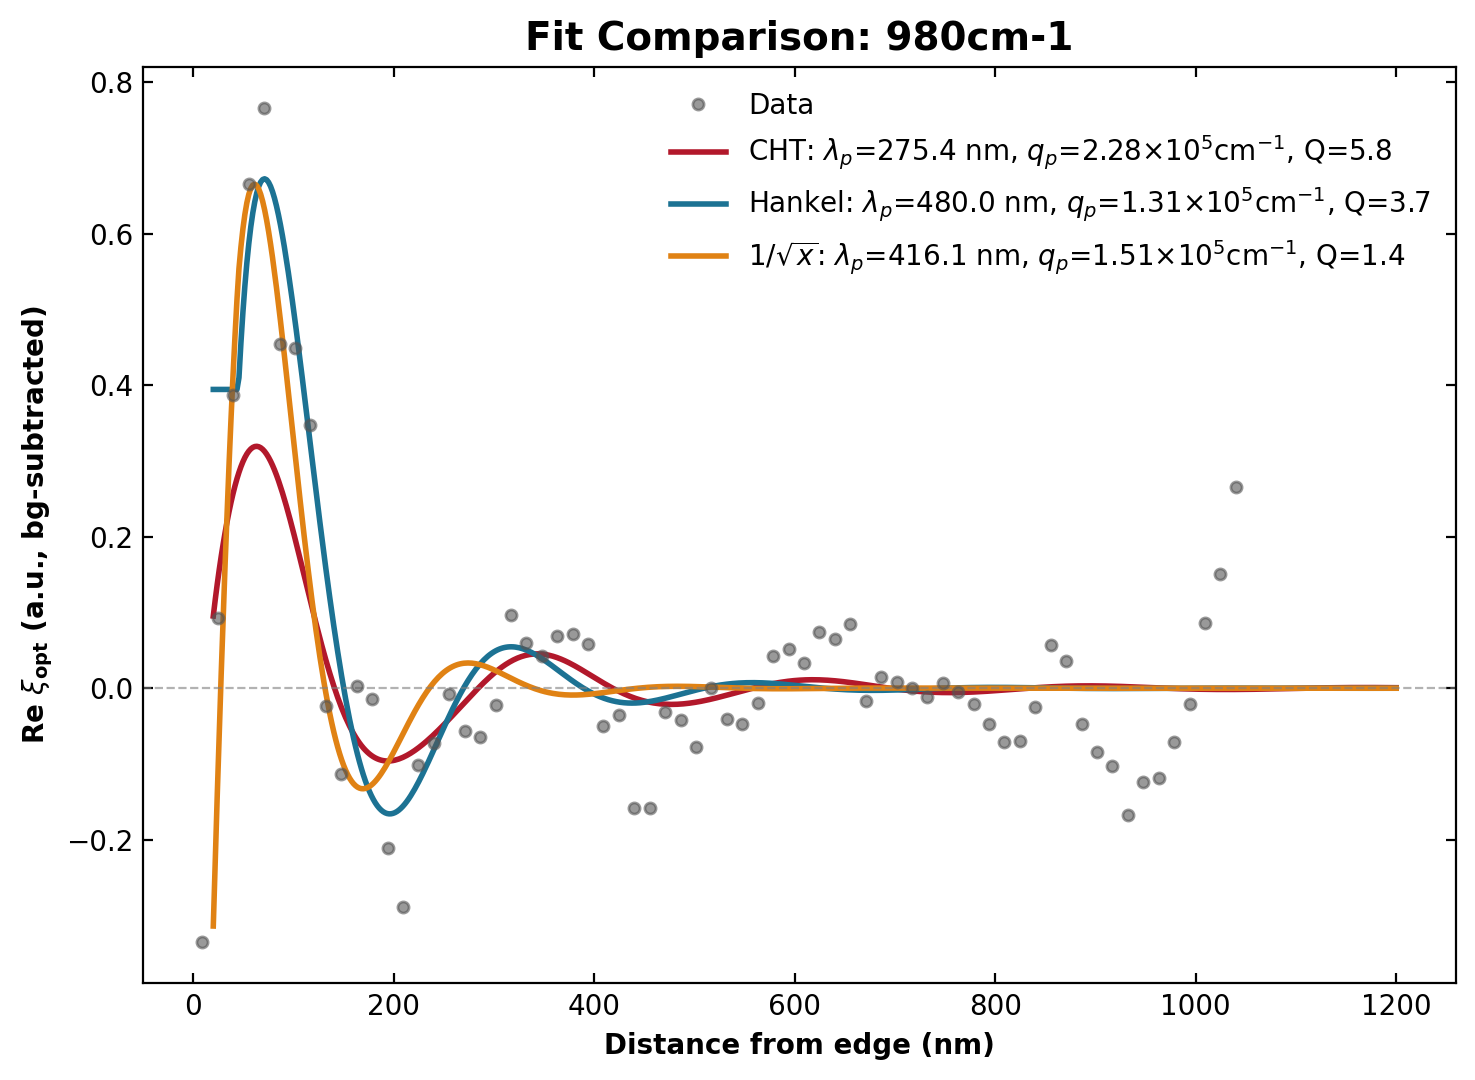 Fit Comparison: 980cm-1
Data
CHT: λₚ=275.4 nm, qₚ=2.28×10⁵cm⁻¹, Q=5.8
Hankel: λₚ=480.0 nm, qₚ=1.31×10⁵cm⁻¹, Q=3.7
1/√x: λₚ=416.1 nm, qₚ=1.51×10⁵cm⁻¹, Q=1.4
Re ξopt (a.u., bg-subtracted)
0.8
0.6
0.4
0.2
0.0
−0.2
0 200 400 600 800 1000 1200
Distance from edge (nm)